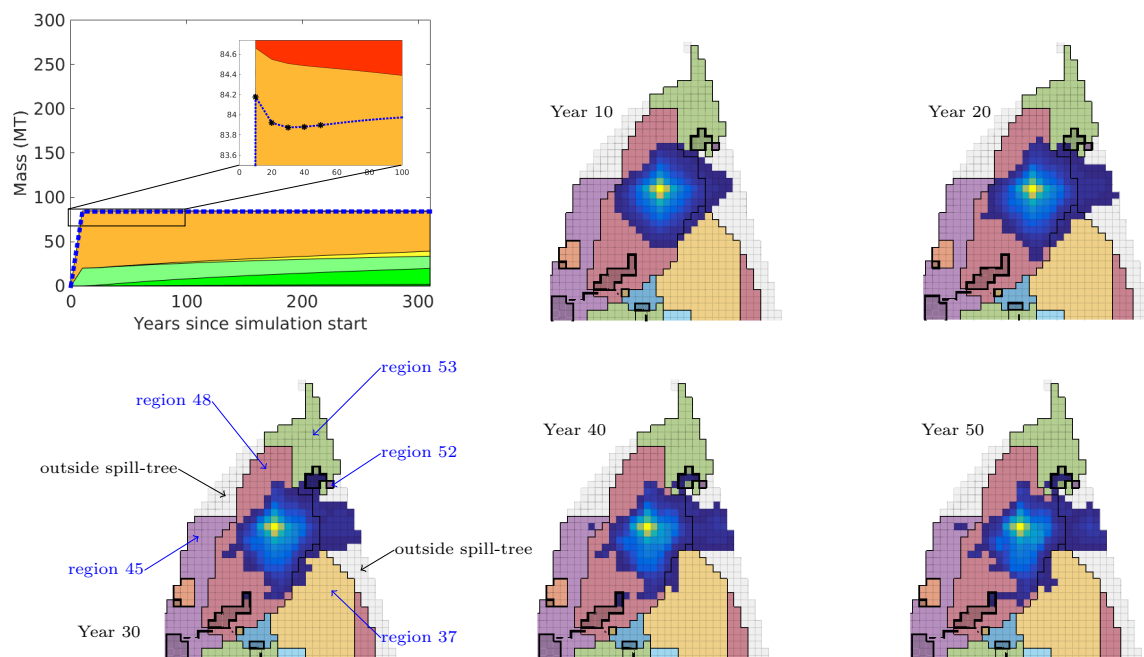 300
250
200
150
100
50
0
Mass (MT)
0
100
200
300
Years since simulation start
84.6
84.4
84.2
84
83.8
83.6
0
20
40
60
80
100
Year 10
Year 20
region 53
region 48
region 52
outside spill-tree
outside spill-tree
region 45
region 37
Year 30
Year 40
Year 50